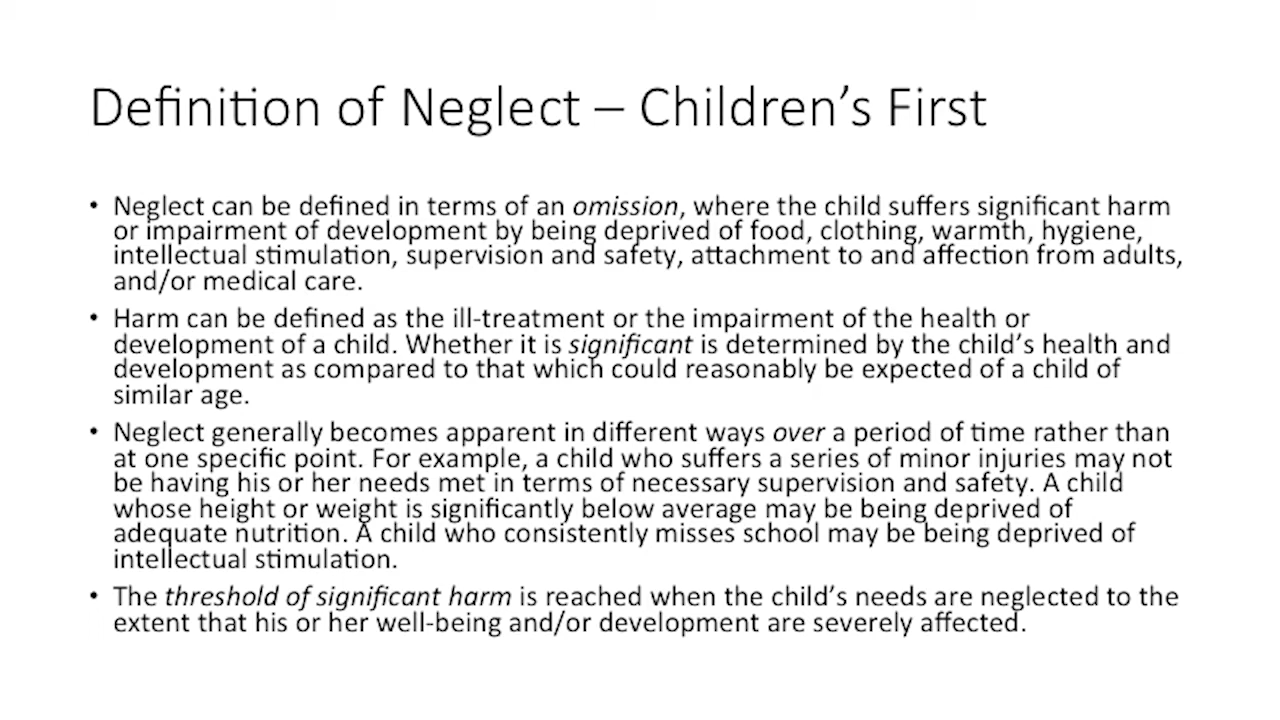 Definition of Neglect – Children’s First
• Neglect can be defined in terms of an omission, where the child suffers significant harm
or impairment of development by being deprived of food, clothing, warmth, hygiene,
intellectual stimulation, supervision and safety, attachment to and affection from adults,
and/or medical care.
• Harm can be defined as the ill-treatment or the impairment of the health or
development of a child. Whether it is significant is determined by the child’s health and
development as compared to that which could reasonably be expected of a child of
similar age.
• Neglect generally becomes apparent in different ways over a period of time rather than
at one specific point. For example, a child who suffers a series of minor injuries may not
be having his or her needs met in terms of necessary supervision and safety. A child
whose height or weight is significantly below average may be being deprived of
adequate nutrition. A child who consistently misses school may be being deprived of
intellectual stimulation.
• The threshold of significant harm is reached when the child’s needs are neglected to the
extent that his or her well-being and/or development are severely affected.